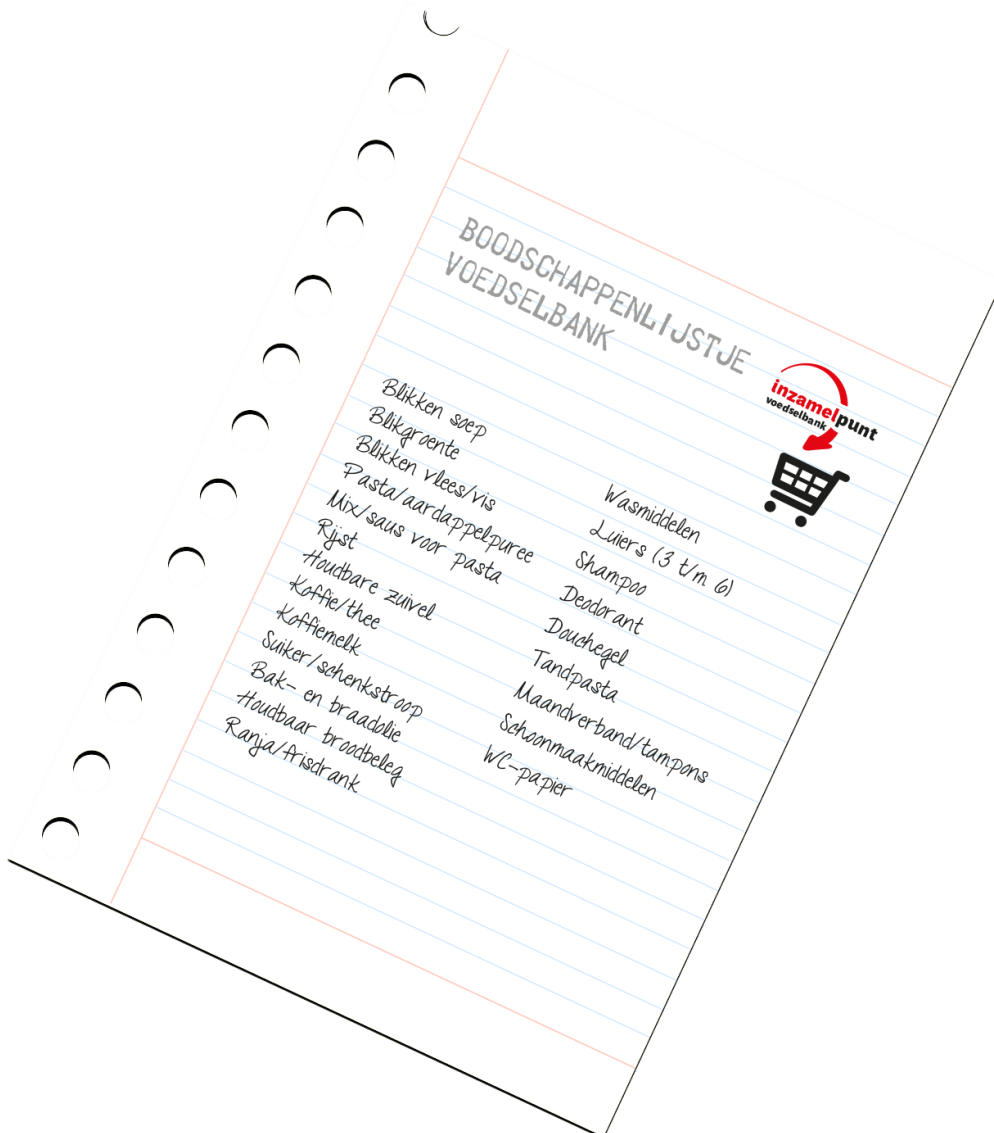 BOODSCHAPPENLIJSTJE
VOEDSELBANK
inzamelpunt
voedselbank
Blikken soep
Blikgroente
Blikken vlees/vis
Pasta/aardappelpuree
Mix/saus voor pasta
Rijst
Houdbare zuivel
Koffie/thee
Koffiemelk
Suiker/schenkstroop
Bak- en braadolie
Houdbaar broodbeleg
Ranja/frisdrank
Wasmiddelen
Luiers (3 t/m 6)
Shampoo
Deodorant
Douchegel
Tandpasta
Maandverband/tampons
Schoonmaakmiddelen
WC-papier